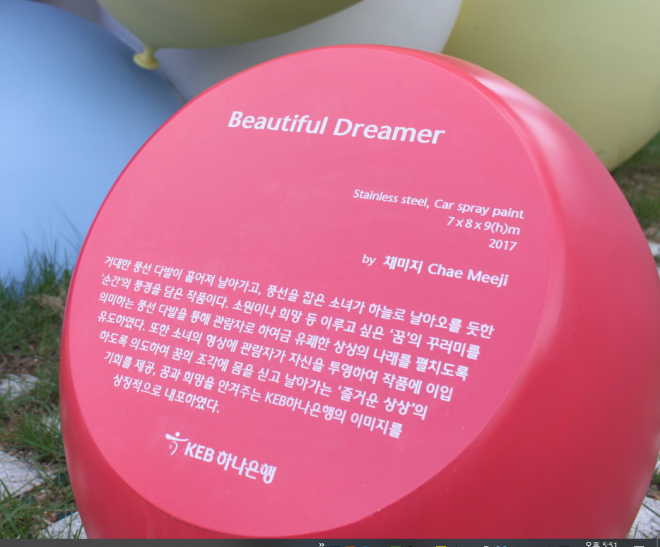 Beautiful Dreamer
Stainless steel, Car spray paint
7 x 8 x 9(h)m
2017
by 채미지 Chae Meeji
거대한 풍선 다발이 흩어져 날아가고, 풍선을 잡은 소녀가 하늘로 날아오를 듯한
'순간'의 풍경을 담은 작품이다. 소원이나 희망 등 이루고 싶은 '꿈'의 꾸러미를
의미하는 풍선 다발을 통해 관람자로 하여금 유쾌한 상상의 나래를 펼치도록
유도하였다. 또한 소녀의 형상에 관람자가 자신을 투영하여 작품에 이입
하도록 의도하여 꿈의 조각에 몸을 싣고 날아가는 '즐거운 상상'의
기회를 제공, 꿈과 희망을 안겨주는 KEB하나은행의 이미지를
상징적으로 내포하였다.
KEB 하나은행
오후 5:51